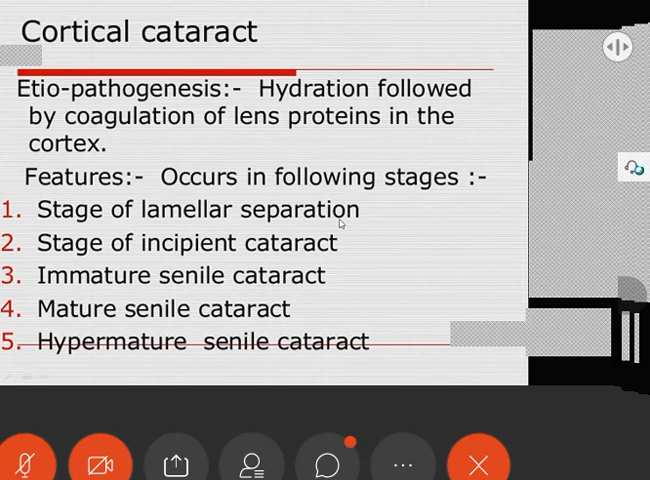 Cortical cataract
Etio-pathogenesis:- Hydration followed
by coagulation of lens proteins in the
cortex.
Features:- Occurs in following stages :-
1. Stage of lamellar separation
2. Stage of incipient cataract
3. Immature senile cataract
4. Mature senile cataract
5. Hypermature senile cataract